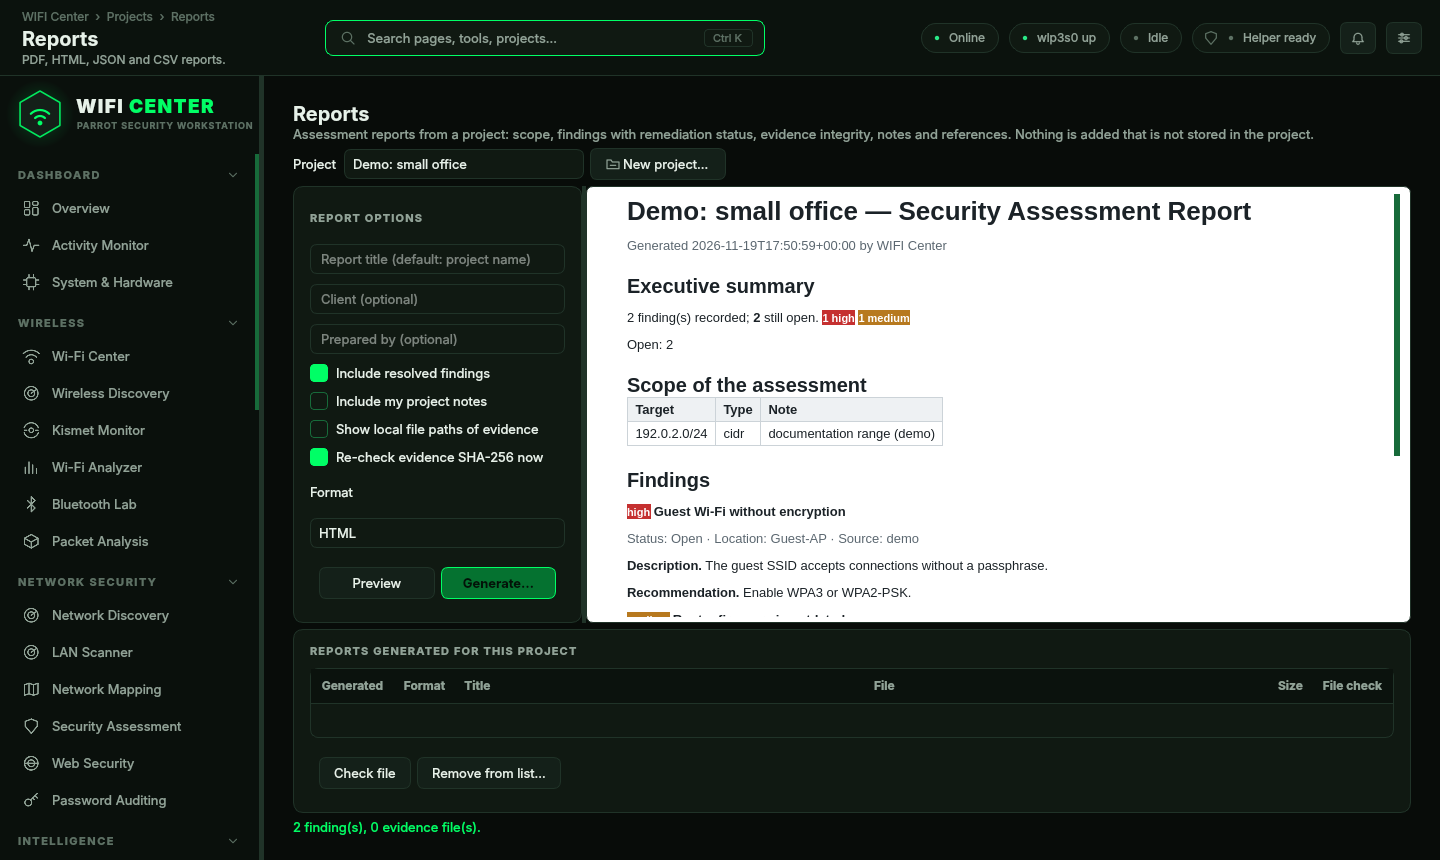 WIFI Center › Projects › Reports
Reports
PDF, HTML, JSON and CSV reports.
Search pages, tools, projects...
Ctrl K
Online
wlp3s0 up
Idle
Helper ready
WIFI CENTER
PARROT SECURITY WORKSTATION
DASHBOARD
Overview
Activity Monitor
System & Hardware
WIRELESS
Wi-Fi Center
Wireless Discovery
Kismet Monitor
Wi-Fi Analyzer
Bluetooth Lab
Packet Analysis
NETWORK SECURITY
Network Discovery
LAN Scanner
Network Mapping
Security Assessment
Web Security
Password Auditing
INTELLIGENCE
Reports
Assessment reports from a project: scope, findings with remediation status, evidence integrity, notes and references. Nothing is added that is not stored in the project.
Project
Demo: small office
New project...
REPORT OPTIONS
Report title (default: project name)
Client (optional)
Prepared by (optional)
Include resolved findings
Include my project notes
Show local file paths of evidence
Re-check evidence SHA-256 now
Format
HTML
Preview
Generate...
Demo: small office — Security Assessment Report
Generated 2026-11-19T17:50:59+00:00 by WIFI Center
Executive summary
2 finding(s) recorded; 2 still open. 1 high 1 medium
Open: 2
Scope of the assessment
Target Type Note
192.0.2.0/24 cidr documentation range (demo)
Findings
high Guest Wi-Fi without encryption
Status: Open · Location: Guest-AP · Source: demo
Description. The guest SSID accepts connections without a passphrase.
Recommendation. Enable WPA3 or WPA2-PSK.
REPORTS GENERATED FOR THIS PROJECT
Generated Format Title File Size File check
Check file
Remove from list...
2 finding(s), 0 evidence file(s).